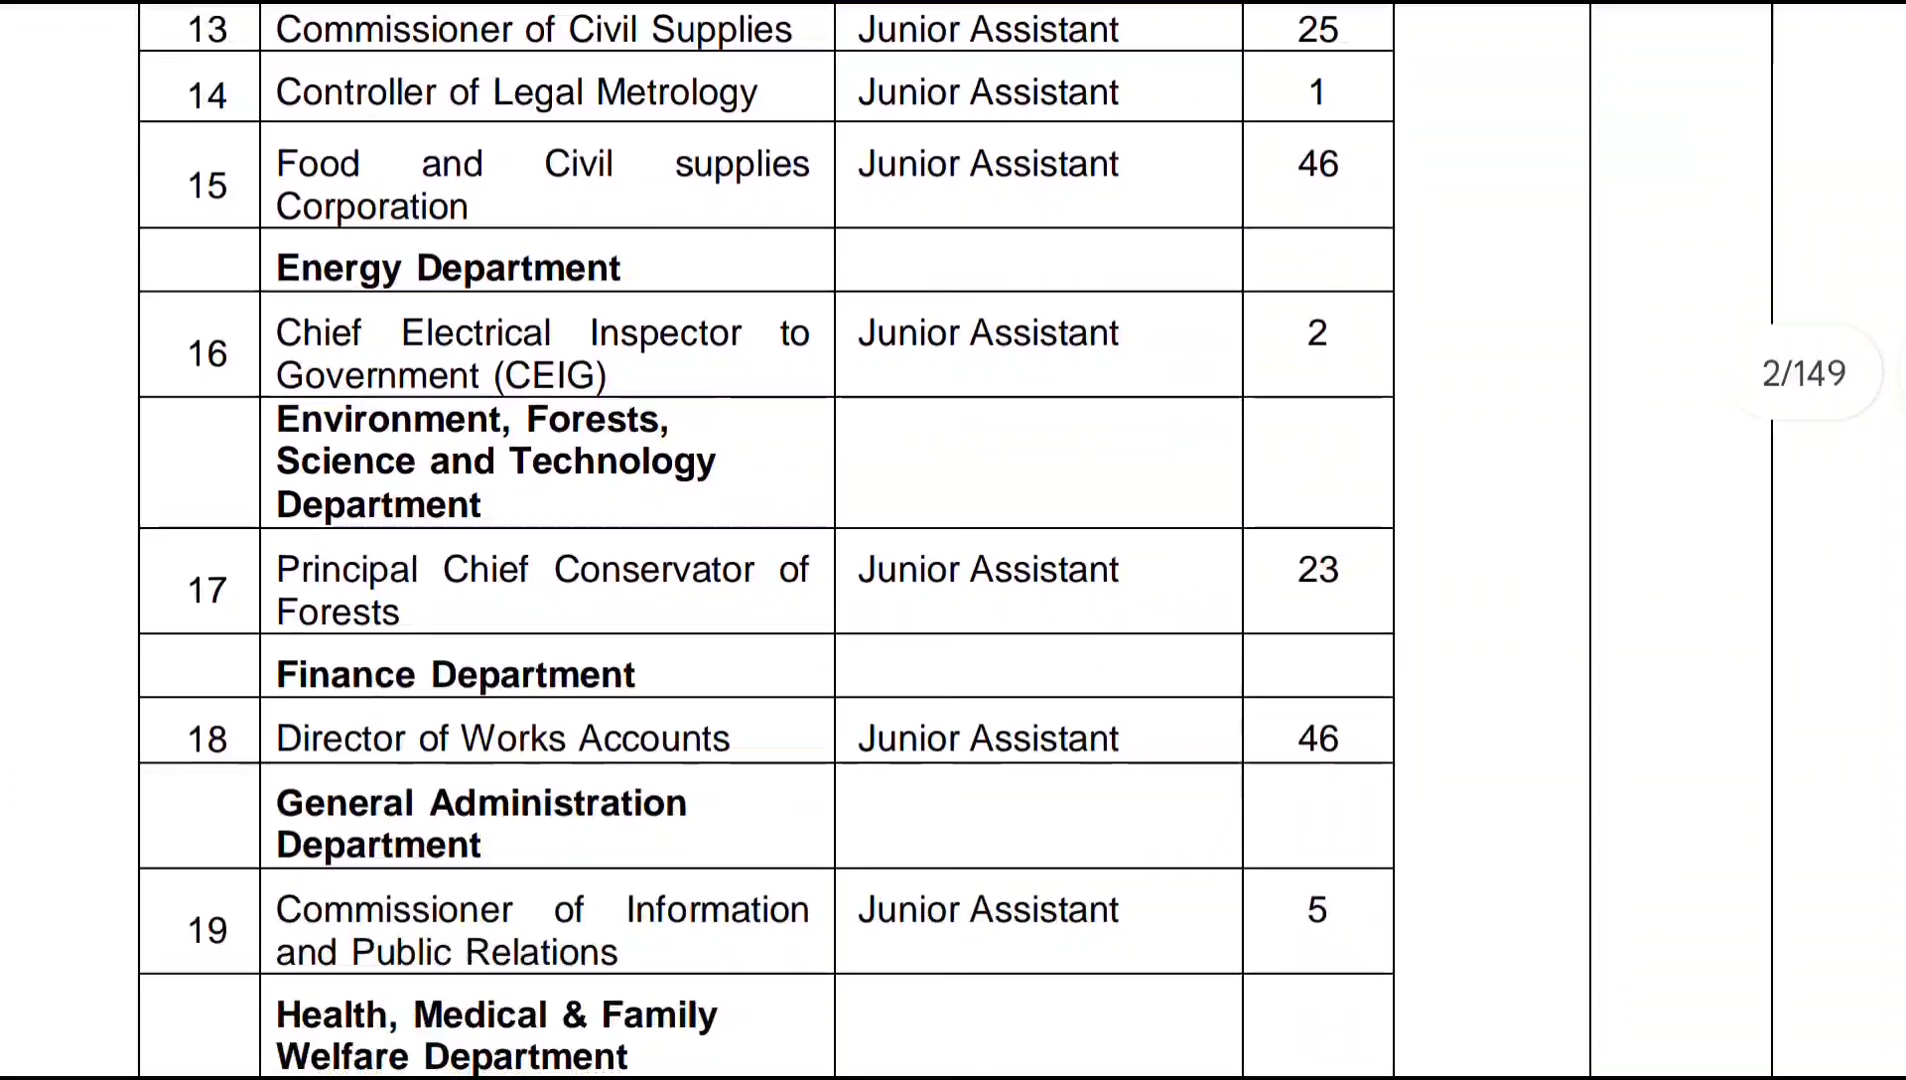 13 Commissioner of Civil Supplies Junior Assistant 25
14 Controller of Legal Metrology Junior Assistant 1
15 Food and Civil supplies Corporation Junior Assistant 46
Energy Department
16 Chief Electrical Inspector to Government (CEIG) Junior Assistant 2
Environment, Forests,
Science and Technology
Department
17 Principal Chief Conservator of Forests Junior Assistant 23
Finance Department
18 Director of Works Accounts Junior Assistant 46
General Administration
Department
19 Commissioner of Information and Public Relations Junior Assistant 5
Health, Medical & Family
Welfare Department
2/149